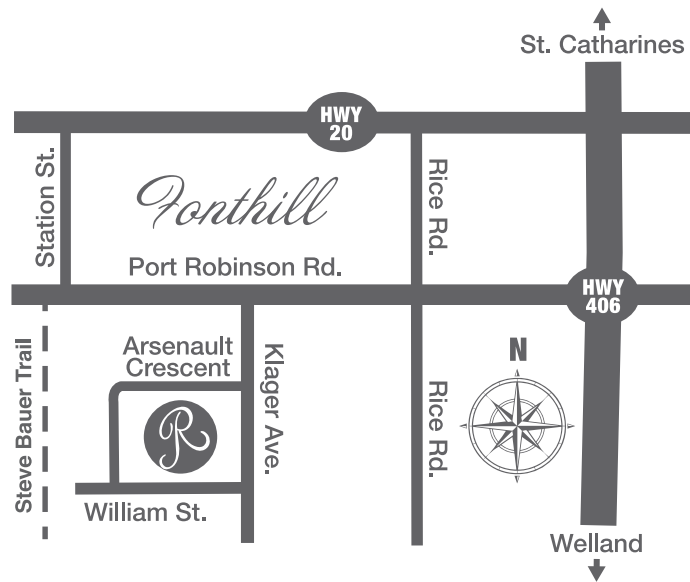 St. Catharines
HWY
20
Station St.
Fonthill
Rice Rd.
Port Robinson Rd.
HWY
406
Steve Bauer Trail
Arsenault
Crescent
Klager Ave.
R
Rice Rd.
N
William St.
Welland